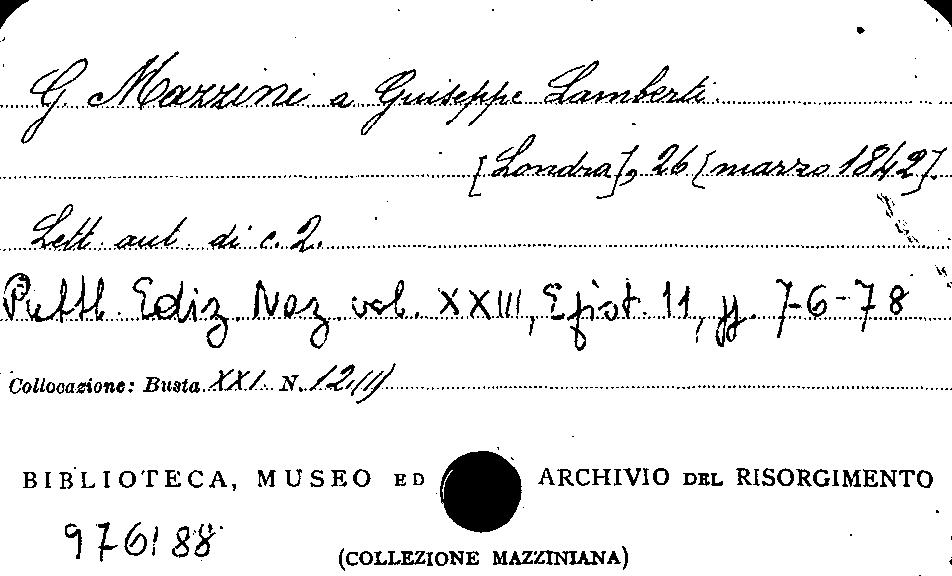 G. Mazzini a Giuseppe Lamberti.
[Londra], 26 [marzo 1842].
Lett. aut. di c. 2.
Pubbl. Ediz. Naz. vol. XXIII, Epist. 11, pp. 76-78
Collocazione: Busta XXI N. 12(1)
BIBLIOTECA, MUSEO ED ARCHIVIO DEL RISORGIMENTO
976188
(COLLEZIONE MAZZINIANA)